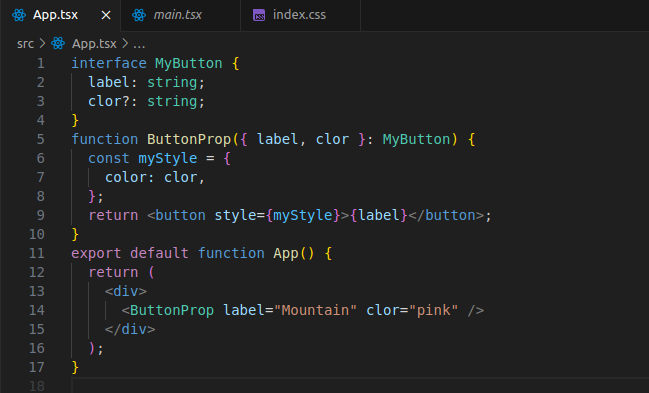 App.tsx × main.tsx index.css
src > App.tsx > ...
1 interface MyButton {
2   label: string;
3   clor?: string;
4 }
5 function ButtonProp({ label, clor }: MyButton) {
6   const myStyle = {
7     color: clor,
8   };
9   return <button style={myStyle}>{label}</button>;
10 }
11 export default function App() {
12   return (
13     <div>
14       <ButtonProp label="Mountain" clor="pink" />
15     </div>
16   );
17 }
18